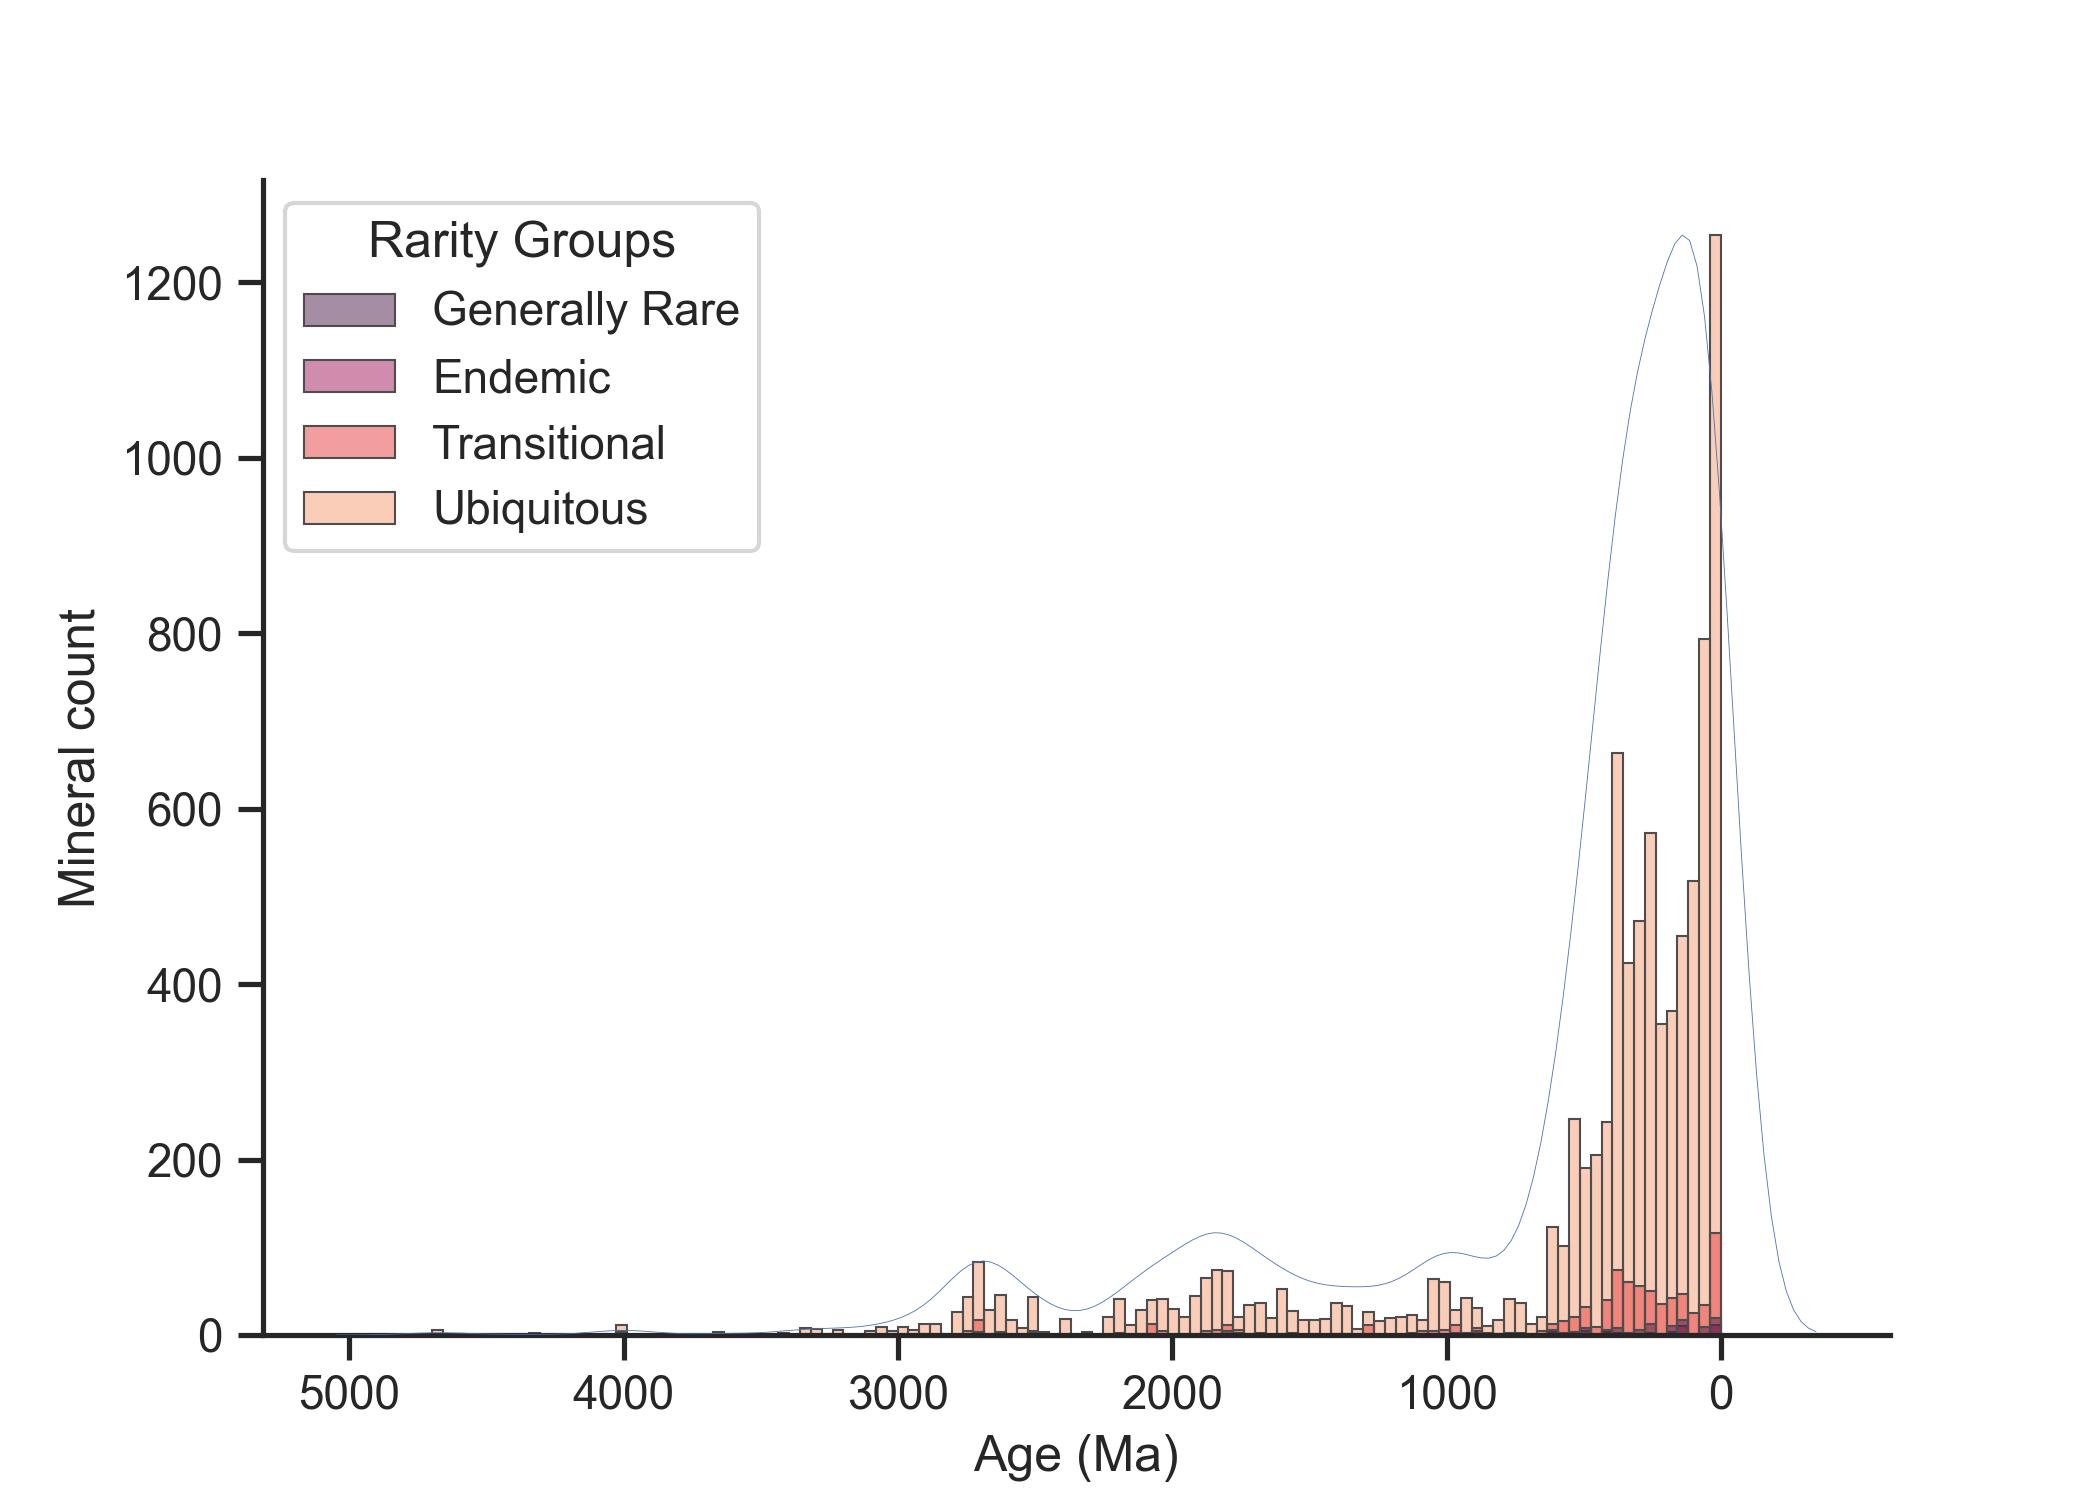 Rarity Groups
Generally Rare
Endemic
Transitional
Ubiquitous
Mineral count
1200
1000
800
600
400
200
0
5000 4000 3000 2000 1000 0
Age (Ma)